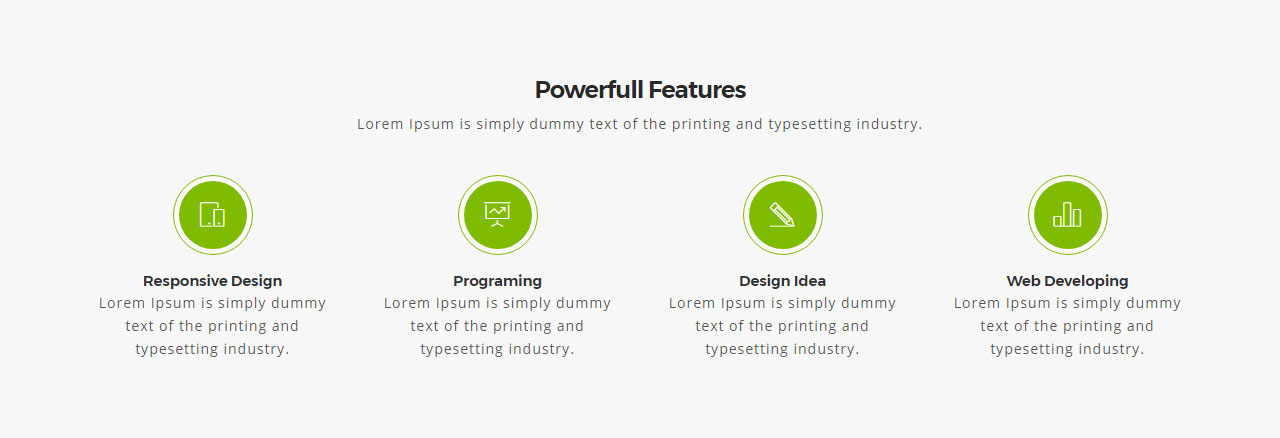 Powerfull Features
Lorem Ipsum is simply dummy text of the printing and typesetting industry.
Responsive Design
Lorem Ipsum is simply dummy
text of the printing and
typesetting industry.
Programing
Lorem Ipsum is simply dummy
text of the printing and
typesetting industry.
Design Idea
Lorem Ipsum is simply dummy
text of the printing and
typesetting industry.
Web Developing
Lorem Ipsum is simply dummy
text of the printing and
typesetting industry.